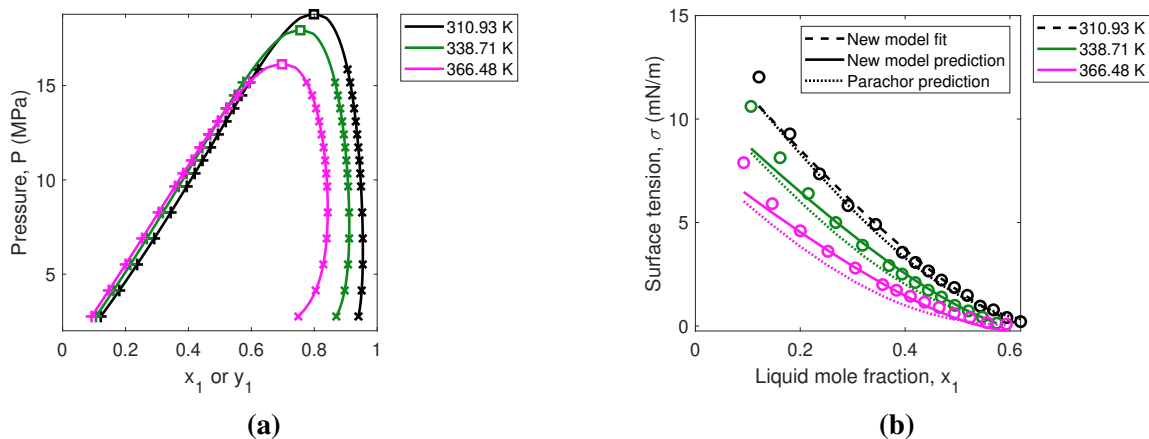 310.93 K
338.71 K
366.48 K
Pressure, P (MPa)
15
10
5
0
0.2
0.4
0.6
0.8
1
x1 or y1
(a)
New model fit
New model prediction
Parachor prediction
310.93 K
338.71 K
366.48 K
Surface tension, σ (mN/m)
15
10
5
0
0
0.2
0.4
0.6
Liquid mole fraction, x1
(b)